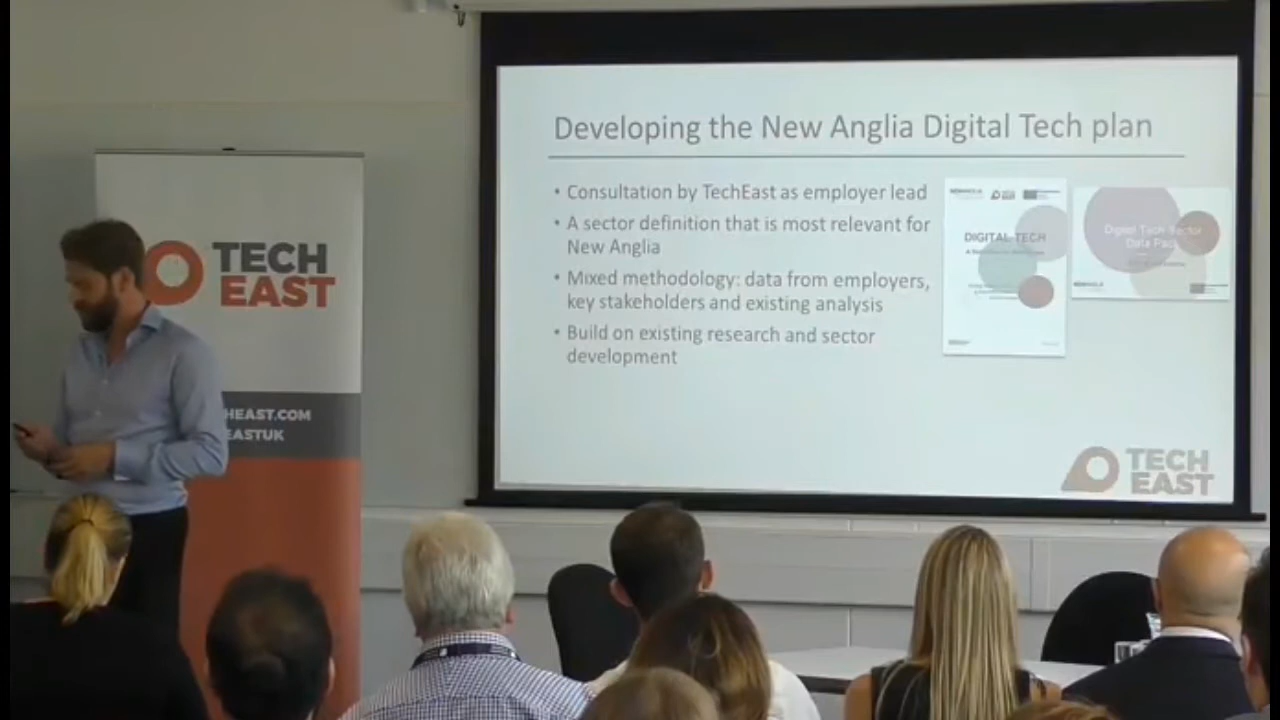 Developing the New Anglia Digital Tech plan
• Consultation by TechEast as employer lead
• A sector definition that is most relevant for
New Anglia
• Mixed methodology: data from employers,
key stakeholders and existing analysis
• Build on existing research and sector
development
DIGITAL TECH
Digital Tech Sector
Data Pack
TECH
EAST
TECH
EAST
HEAST.COM
EASTUK